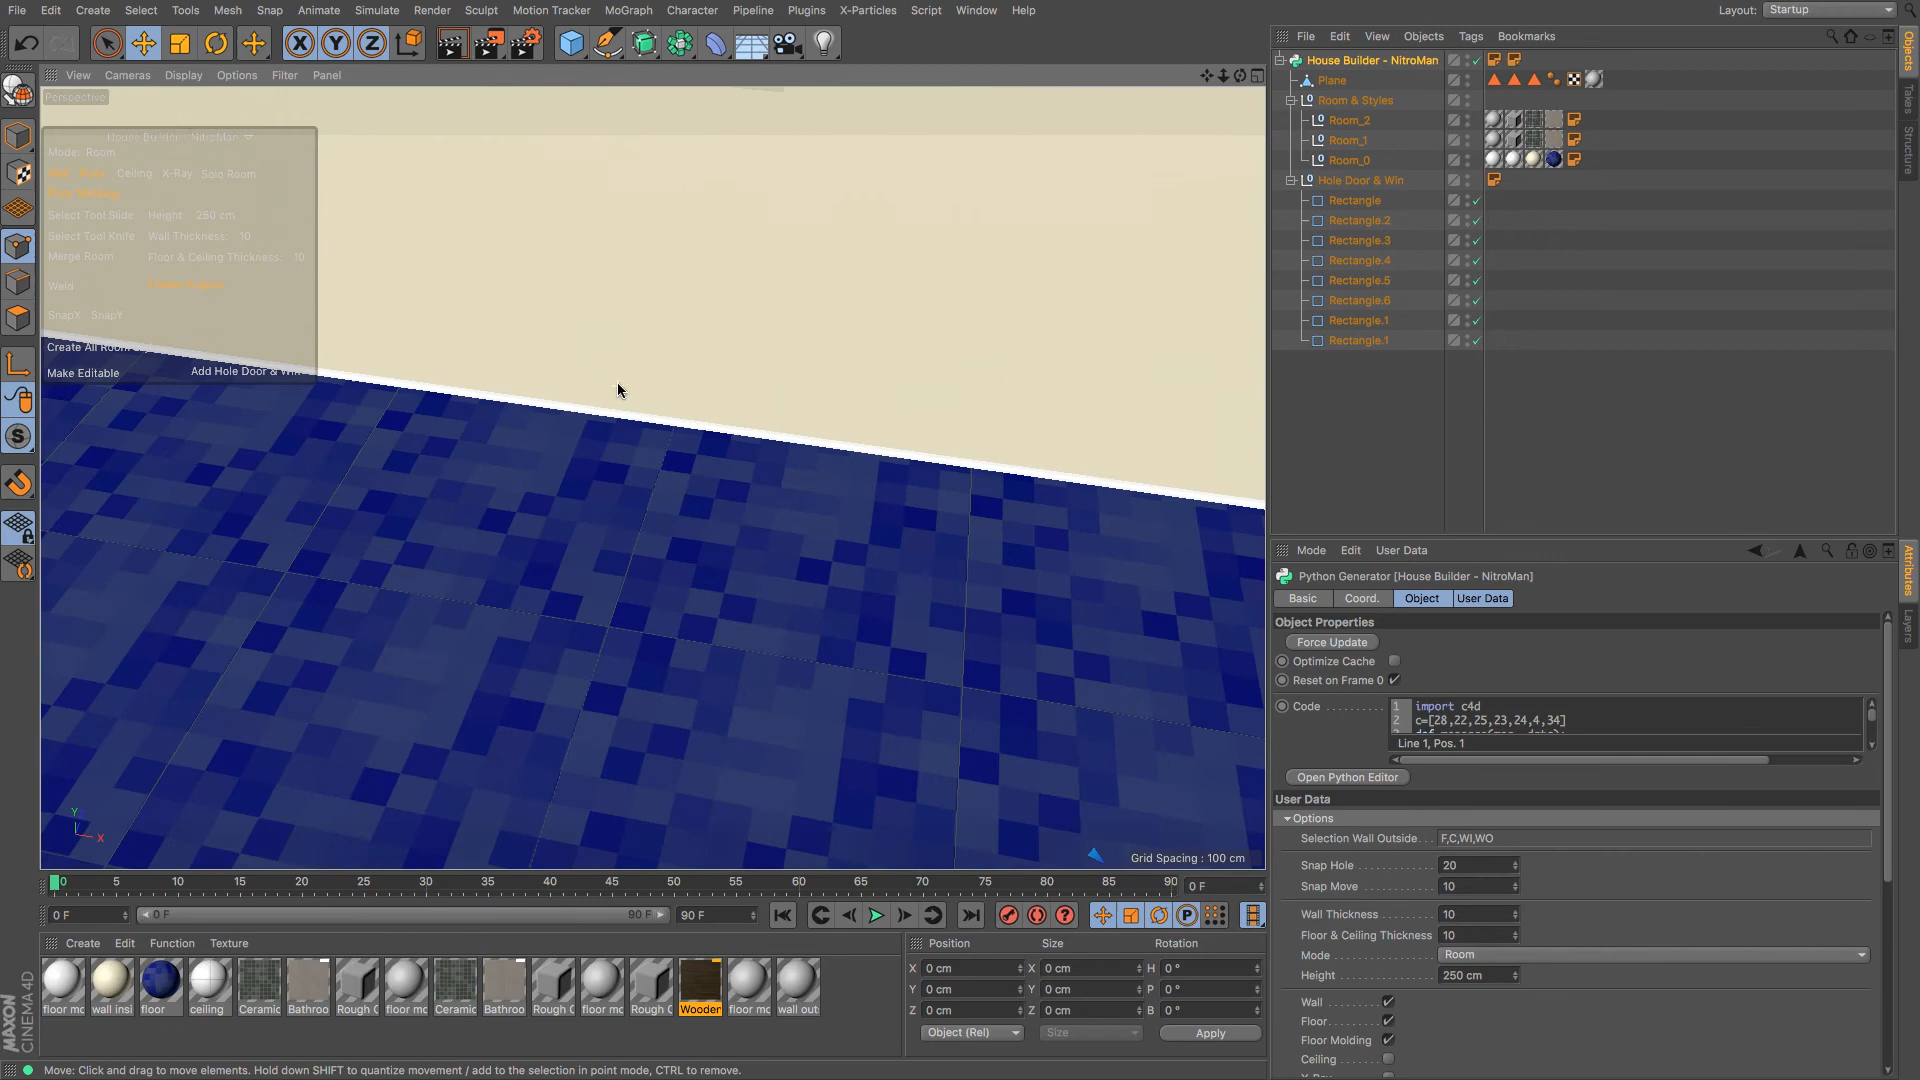 File Edit Create Select Tools Mesh Snap Animate Simulate Render Sculpt Motion Tracker MoGraph Character Pipeline Plugins X-Particles Script Window Help Layout: Startup
File Edit View Objects Tags Bookmarks
View Cameras Display Options Filter Panel
Perspective
House Builder - NitroMan
Mode: Room
Ceiling X-Ray Solo Room
Select Tool Slide Height: 250 cm
Select Tool Knife Wall Thickness: 10
Merge Room Floor & Ceiling Thickness: 10
Weld
SnapX SnapY
Create All Room
Make Editable Add Hole Door & Win
House Builder - NitroMan
Plane
Room & Styles
Room_2
Room_1
Room_0
Hole Door & Win
Rectangle
Rectangle.2
Rectangle.3
Rectangle.4
Rectangle.5
Rectangle.6
Rectangle.1
Rectangle.1
Objects
Takes
Structure
Y
X
Grid Spacing : 100 cm
Mode Edit User Data
Python Generator [House Builder - NitroMan]
Basic Coord. Object User Data
Object Properties
Force Update
Optimize Cache
Reset on Frame 0
Code
1 import c4d
2 c=[28,22,25,23,24,4,34]
Line 1, Pos. 1
Open Python Editor
User Data
Options
Selection Wall Outside F,C,WI,WO
Snap Hole 20
Snap Move 10
Wall Thickness 10
Floor & Ceiling Thickness 10
Mode Room
Height 250 cm
Wall
Floor
Floor Molding
Ceiling
Attributes
Layers
0 5 10 15 20 25 30 35 40 45 50 55 60 65 70 75 80 85 90 0 F
0 F 0 F 90 F 90 F
Create Edit Function Texture
floor mo wall insi floor ceiling Ceramic Bathroo Rough C floor mo Ceramic Bathroo Rough C floor mo Rough C Wooden floor mo wall out
Position Size Rotation
X 0 cm X 0 cm H 0 °
Y 0 cm Y 0 cm P 0 °
Z 0 cm Z 0 cm B 0 °
Object (Rel) Size Apply
MAXON CINEMA 4D
Move: Click and drag to move elements. Hold down SHIFT to quantize movement / add to the selection in point mode, CTRL to remove.